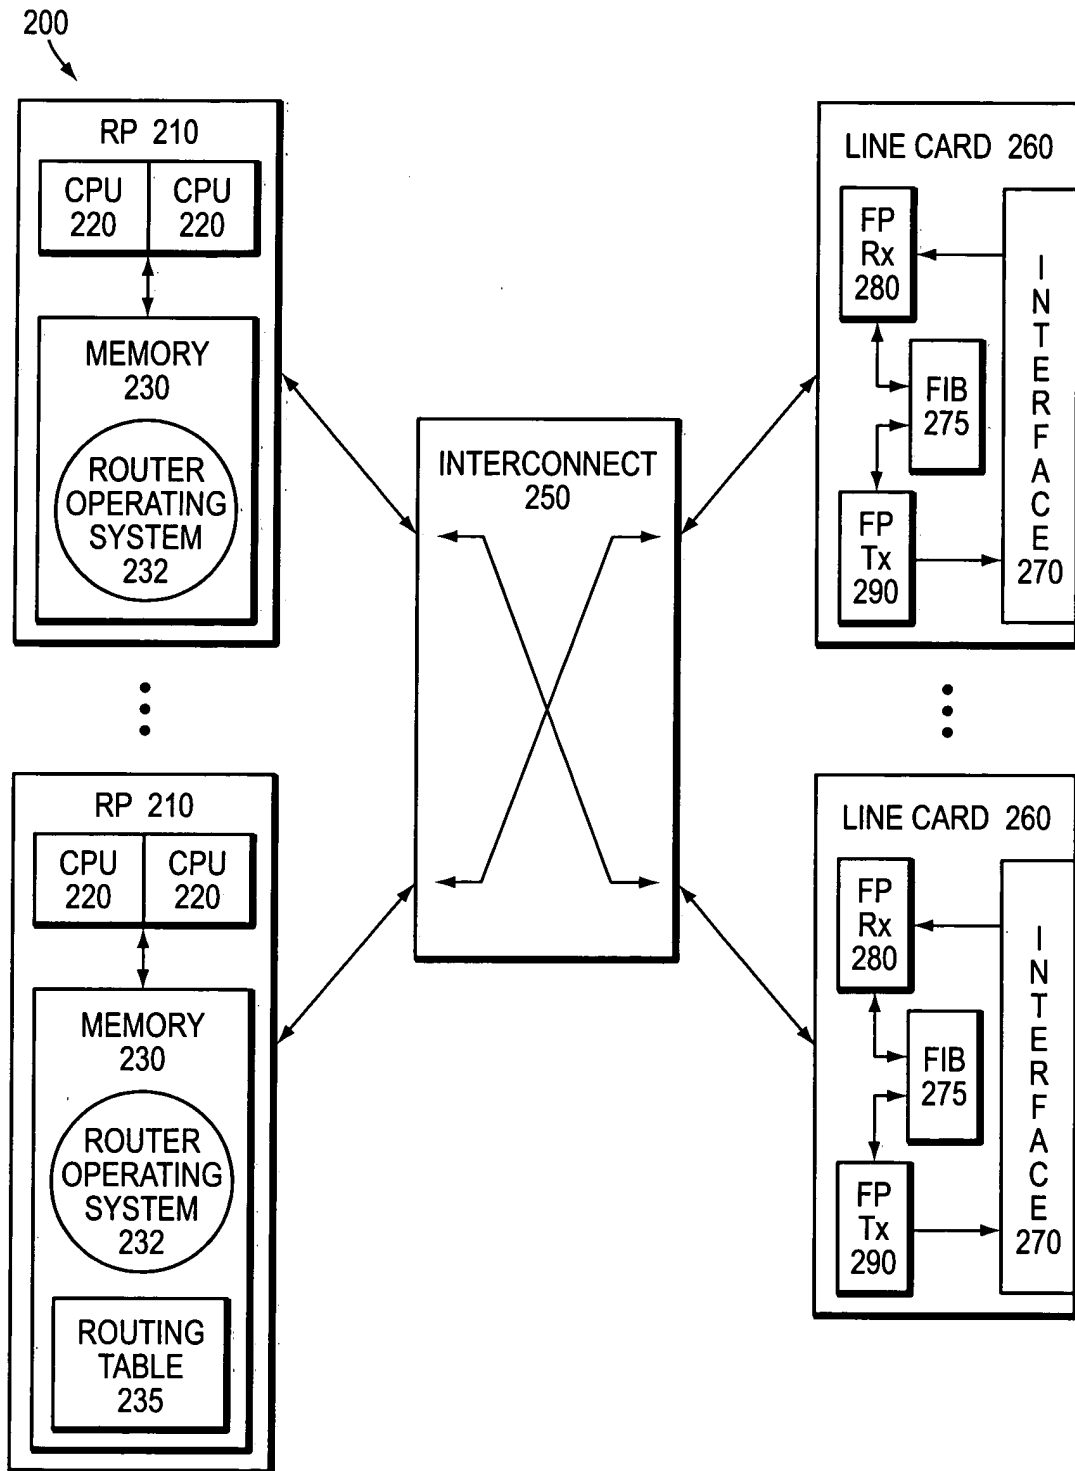 200
RP 210
CPU 220
CPU 220
MEMORY
230
ROUTER
OPERATING
SYSTEM
232
RP 210
CPU 220
CPU 220
MEMORY
230
ROUTER
OPERATING
SYSTEM
232
ROUTING
TABLE
235
INTERCONNECT
250
LINE CARD 260
FP
Rx
280
FIB
275
FP
Tx
290
INTERFACE
270
LINE CARD 260
FP
Rx
280
FIB
275
FP
Tx
290
INTERFACE
270